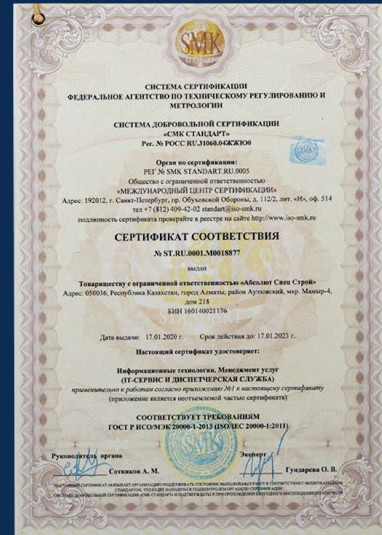 SMK
STANDART
СИСТЕМА СЕРТИФИКАЦИИ
ФЕДЕРАЛЬНОЕ АГЕНТСТВО ПО ТЕХНИЧЕСКОМУ РЕГУЛИРОВАНИЮ И
МЕТРОЛОГИИ
СИСТЕМА ДОБРОВОЛЬНОЙ СЕРТИФИКАЦИИ
«СМК СТАНДАРТ»
Рег. № РОСС RU.31060.04ЖЖЮ0
Орган по сертификации:
РЕГ № SMK STANDART.RU.0005
Общество с ограниченной ответственностью
«МЕЖДУНАРОДНЫЙ ЦЕНТР СЕРТИФИКАЦИИ»
Адрес: 192012, г. Санкт-Петербург, пр. Обуховской Обороны, д. 112/2, лит. «И», оф. 514
тел +7 (812) 409-42-02 standart@iso-smk.ru
подлинность сертификата проверяйте в реестре на сайте http://www.iso-smk.ru
СЕРТИФИКАТ СООТВЕТСТВИЯ
№ ST.RU.0001.M0018877
выдан
Товариществу с ограниченной ответственностью «Абсолют Спец Строй»
Адрес: 050036, Республика Казахстан, город Алматы, район Ауэзовский, мкр. Мамыр-4,
дом 218
БИН 160140021176
Дата выдачи: 17.01.2020 г. Срок действия до: 17.01.2023 г.
Настоящий сертификат удостоверяет:
Информационные технологии. Менеджмент услуг
(IT-СЕРВИС И ДИСПЕТЧЕРСКАЯ СЛУЖБА)
применительно к работам согласно приложению №1 к настоящему сертификату
(приложение является неотъемлемой частью сертификата)
СООТВЕТСТВУЕТ ТРЕБОВАНИЯМ
ГОСТ Р ИСО/МЭК 20000-1-2013 (ISO/IEC 20000-1:2011)
SMK
Руководитель органа Эксперт
Сотников А. М. Гундарева О. В.